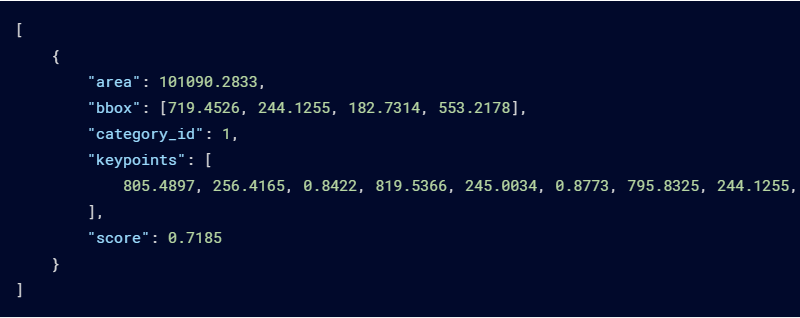 [
    {
        "area": 101090.2833,
        "bbox": [719.4526, 244.1255, 182.7314, 553.2178],
        "category_id": 1,
        "keypoints": [
            805.4897, 256.4165, 0.8422, 819.5366, 245.0034, 0.8773, 795.8325, 244.1255,
        ],
        "score": 0.7185
    }
]